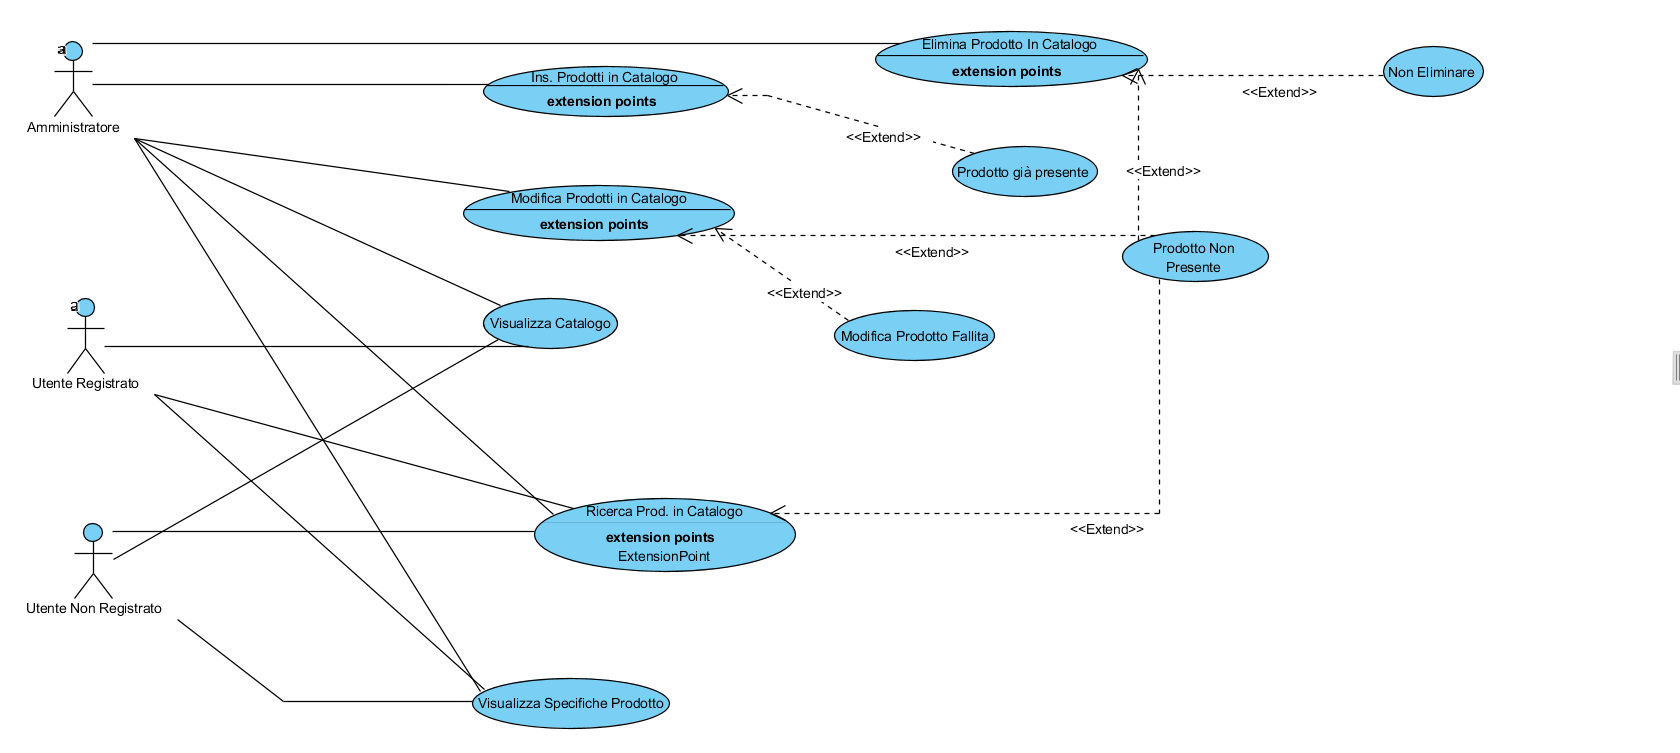 a
Amministratore
Elimina Prodotto In Catalogo
extension points
Non Eliminare
<<Extend>>
Ins. Prodotti in Catalogo
extension points
<<Extend>>
Prodotto già presente
<<Extend>>
Modifica Prodotti in Catalogo
extension points
<<Extend>>
Prodotto Non
Presente
<<Extend>>
Modifica Prodotto Fallita
Visualizza Catalogo
a
Utente Registrato
Ricerca Prod. in Catalogo
extension points
ExtensionPoint
<<Extend>>
Utente Non Registrato
Visualizza Specifiche Prodotto